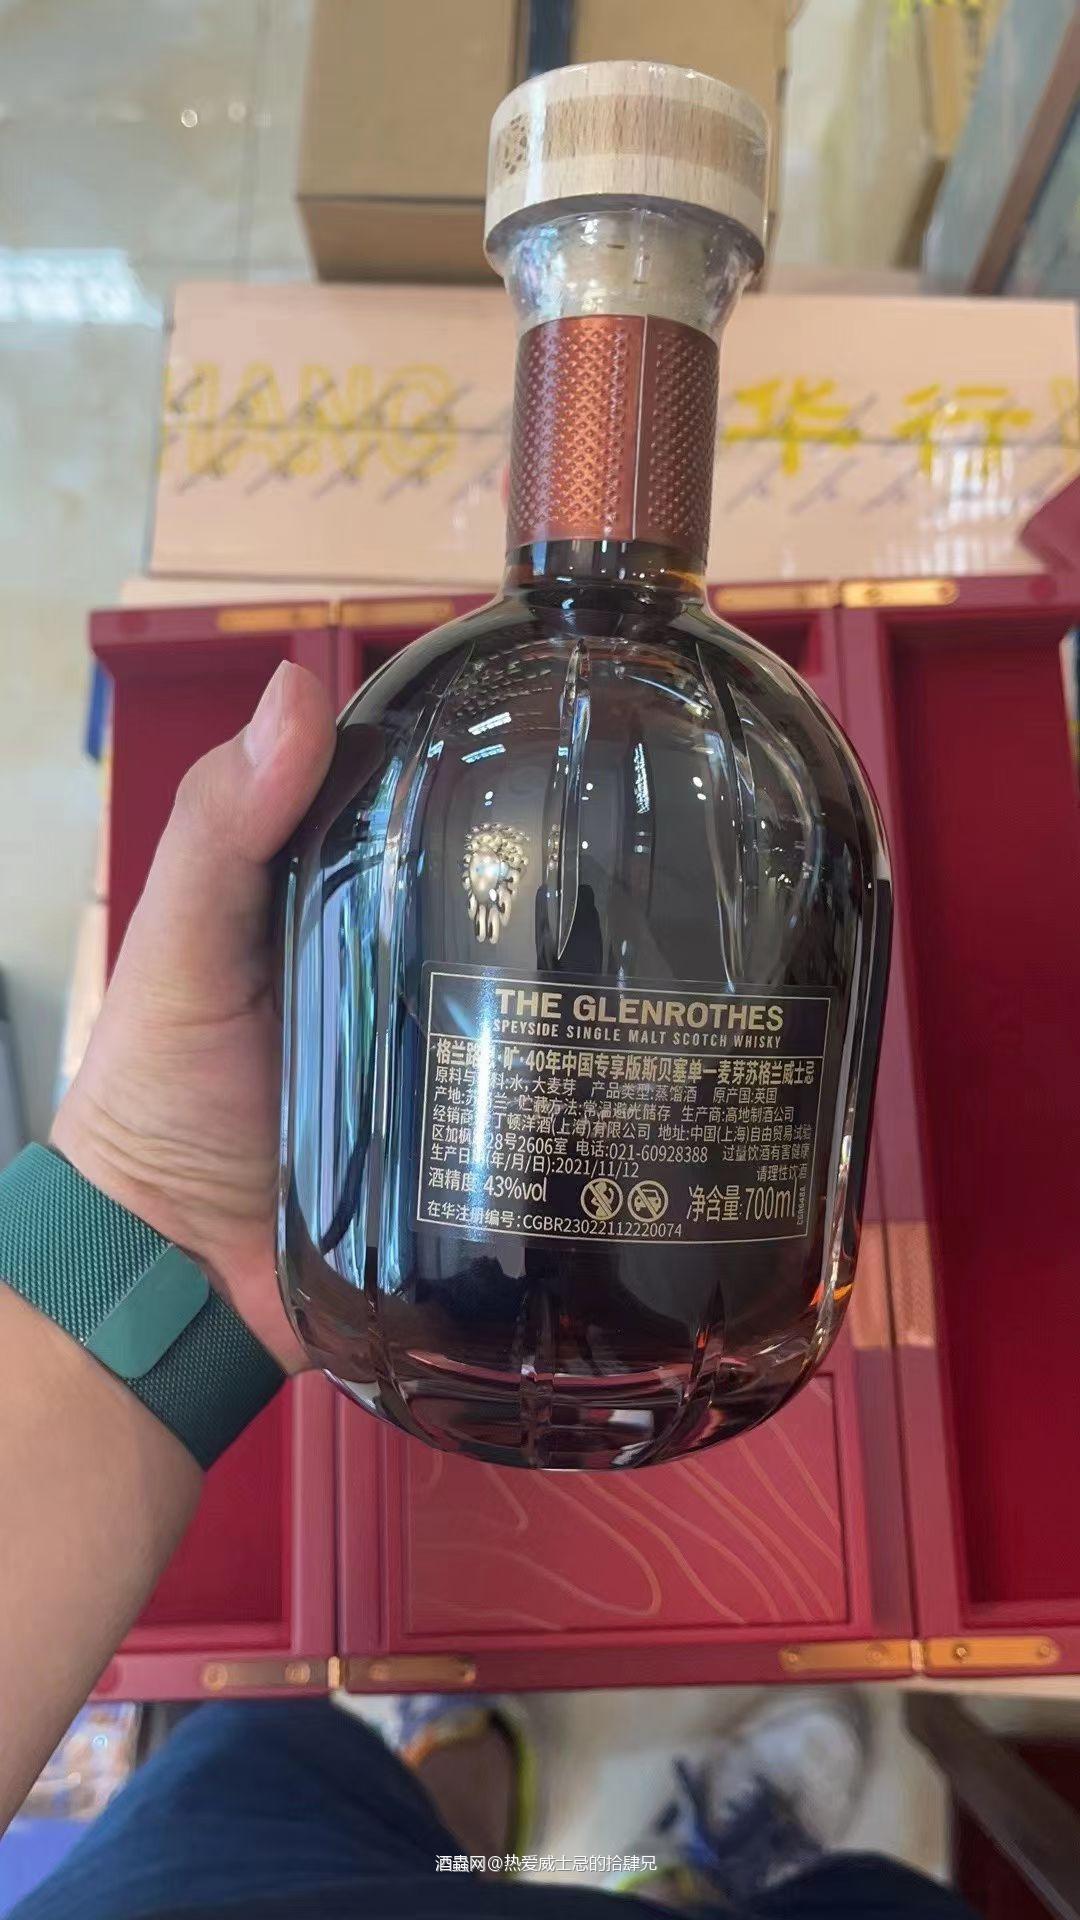 HANG
华 行
THE GLENROTHES
SPEYSIDE SINGLE MALT SCOTCH WHISKY
格兰路 ·旷·40年中国专享版斯贝塞单一麦芽苏格兰威士忌
原料与 料:水,大麦芽 产品类型:蒸馏酒 原产国:英国
产地:苏格兰 贮藏方法:常温避光储存 生产商:高地制酒公司
经销商: 丁顿洋酒(上海)有限公司 地址:中国(上海)自由贸易试验
区加枫 28号2606室 电话:021-60928388 过量饮酒有害健康
生产日 (年/月/日):2021/11/12 请理性饮酒
酒精度:43%vol 净含量:700ml
在华注册编号:CGBR23022112220074
酒蟲网@热爱威士忌的拾肆兄